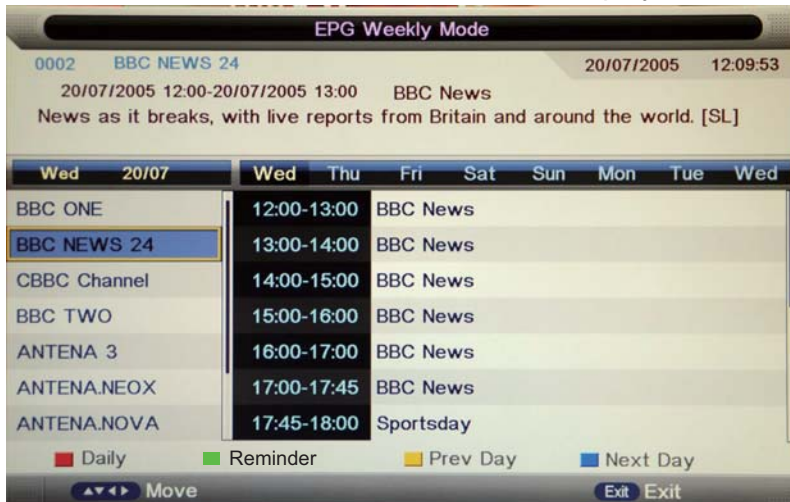 EPG Weekly Mode
0002 BBC NEWS 24 20/07/2005 12:09:53
20/07/2005 12:00-20/07/2005 13:00 BBC News
News as it breaks, with live reports from Britain and around the world. [SL]
Wed 20/07 Wed Thu Fri Sat Sun Mon Tue Wed
BBC ONE 12:00-13:00 BBC News
BBC NEWS 24 13:00-14:00 BBC News
CBBC Channel 14:00-15:00 BBC News
BBC TWO 15:00-16:00 BBC News
ANTENA 3 16:00-17:00 BBC News
ANTENA.NEOX 17:00-17:45 BBC News
ANTENA.NOVA 17:45-18:00 Sportsday
Daily Reminder Prev Day Next Day
Move Exit Exit